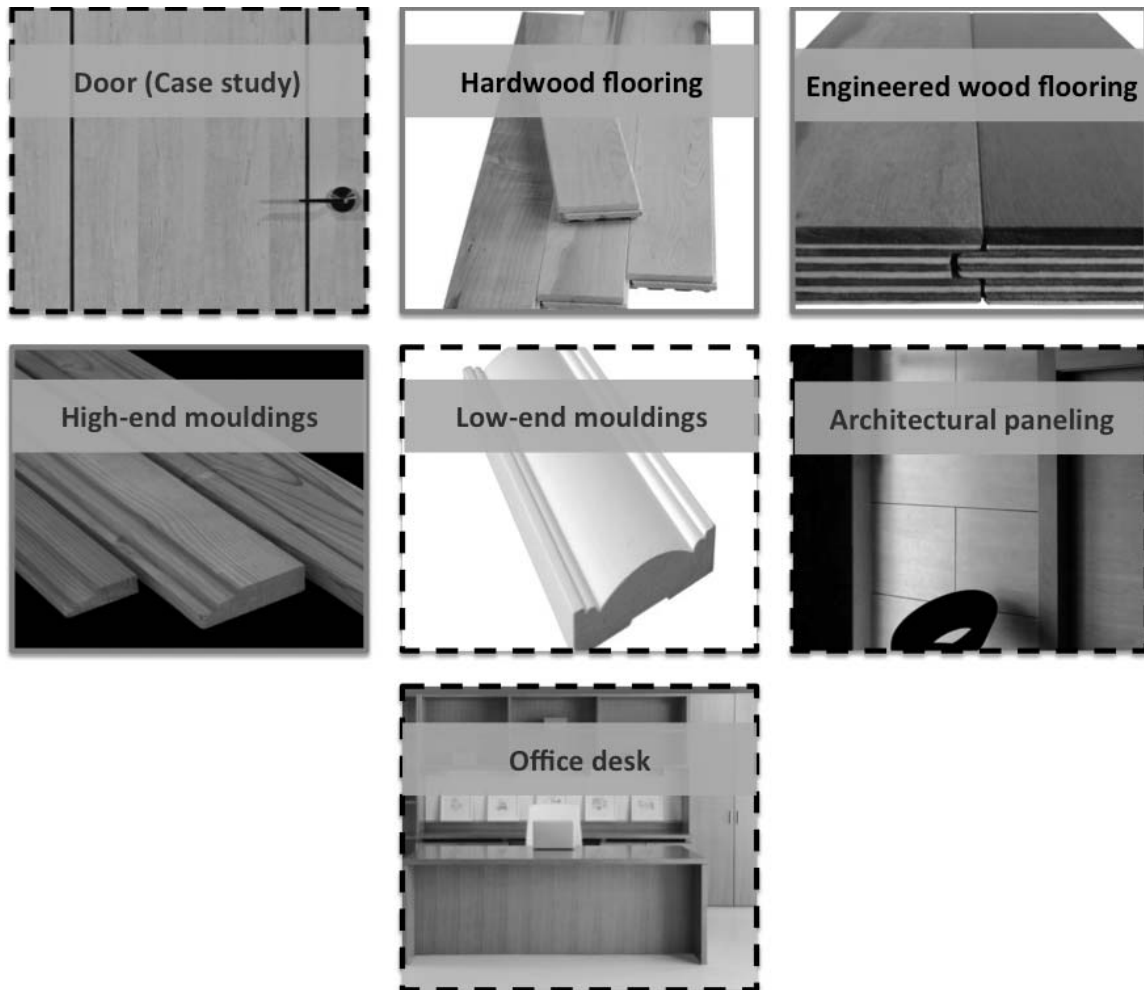 Door (Case study)
Hardwood flooring
Engineered wood flooring
High-end mouldings
Low-end mouldings
Architectural paneling
Office desk